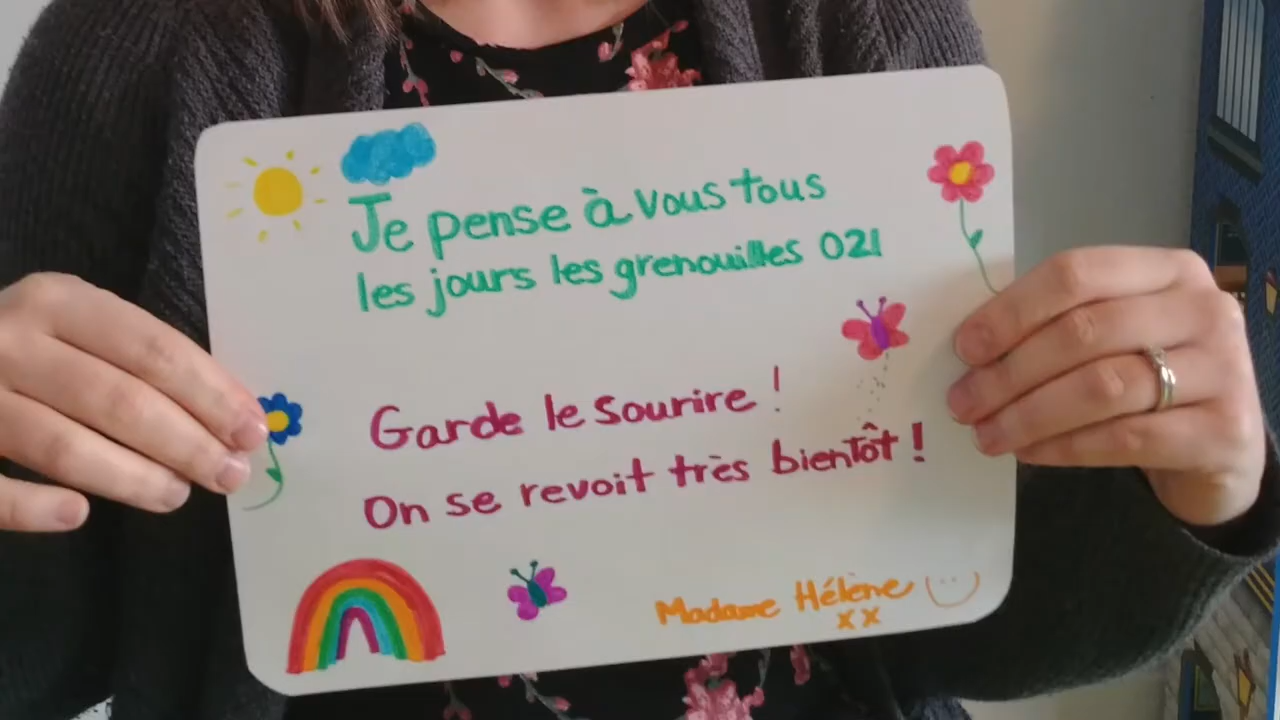 Je pense à vous tous
les jours les grenouilles 021
Garde le sourire !
On se revoit très bientôt !
Madame Hélène
xx